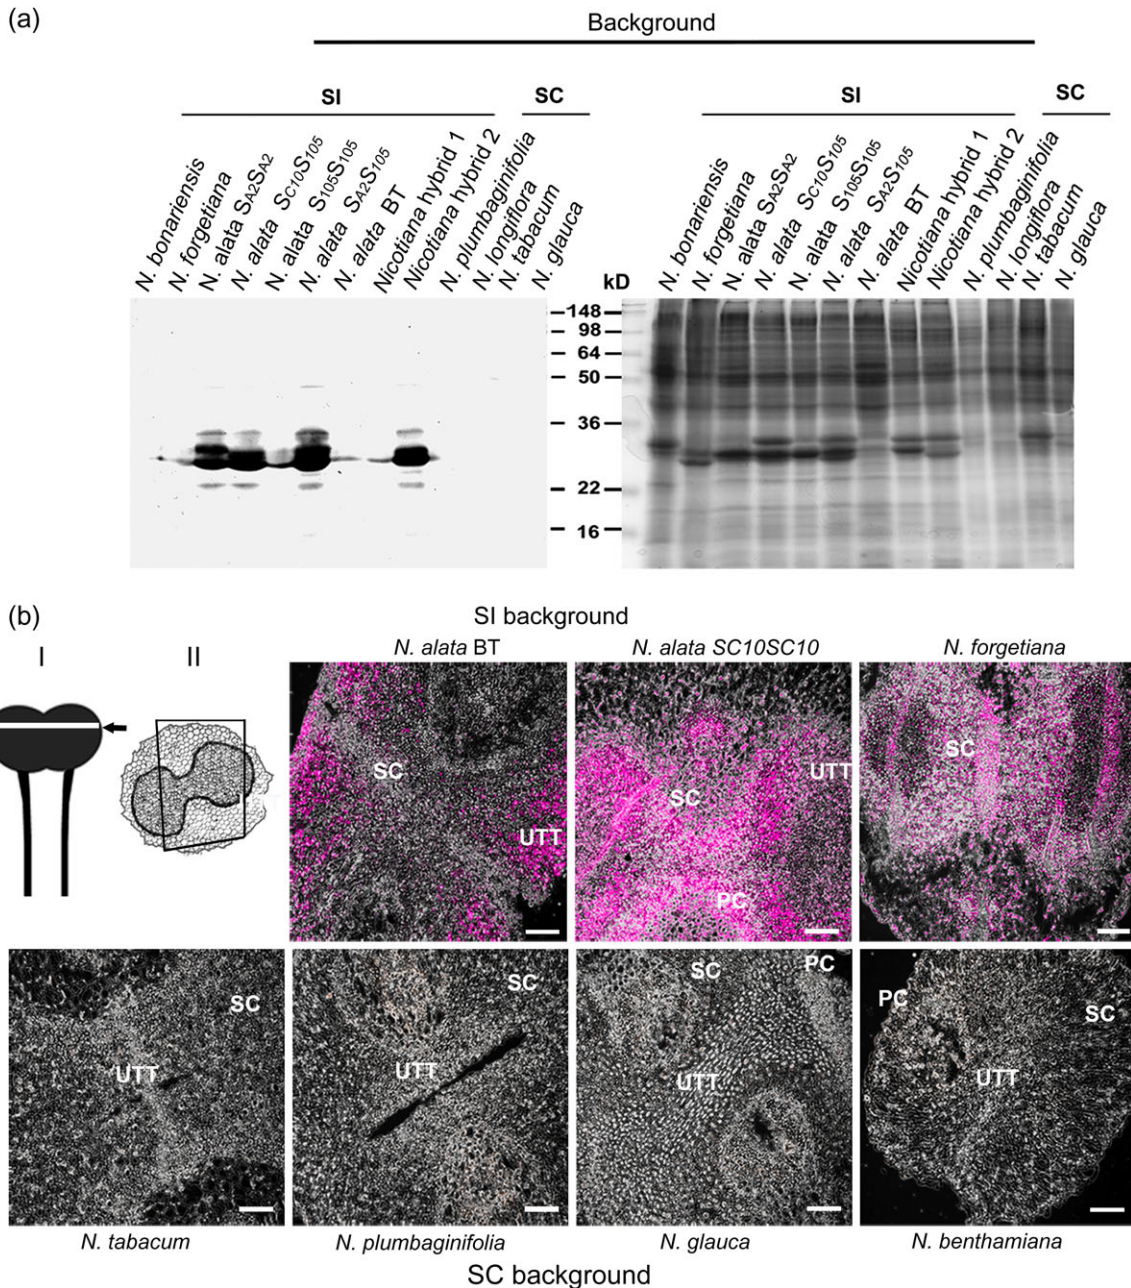 (a)
Background
SI
SC
SI
SC
N. bonariensis
N. forgetiana
N. alata SA2SA2
N. alata SC10S105
N. alata S105S105
N. alata SA2S105
N. alata BT
Nicotiana hybrid 1
Nicotiana hybrid 2
N. plumbaginifolia
N. longiflora
N. tabacum
N. glauca
N. bonariensis
N. forgetiana
N. alata SA2SA2
N. alata SC10S105
N. alata S105S105
N. alata SA2S105
N. alata BT
Nicotiana hybrid 1
Nicotiana hybrid 2
N. plumbaginifolia
N. longiflora
N. tabacum
N. glauca
kD
148
98
64
50
36
22
16
(b)
SI background
I
II
N. alata BT
N. alata SC10SC10
N. forgetiana
SC
UTT
SC
UTT
PC
SC
SC
UTT
SC
UTT
SC
PC
UTT
PC
SC
UTT
N. tabacum
N. plumbaginifolia
N. glauca
N. benthamiana
SC background